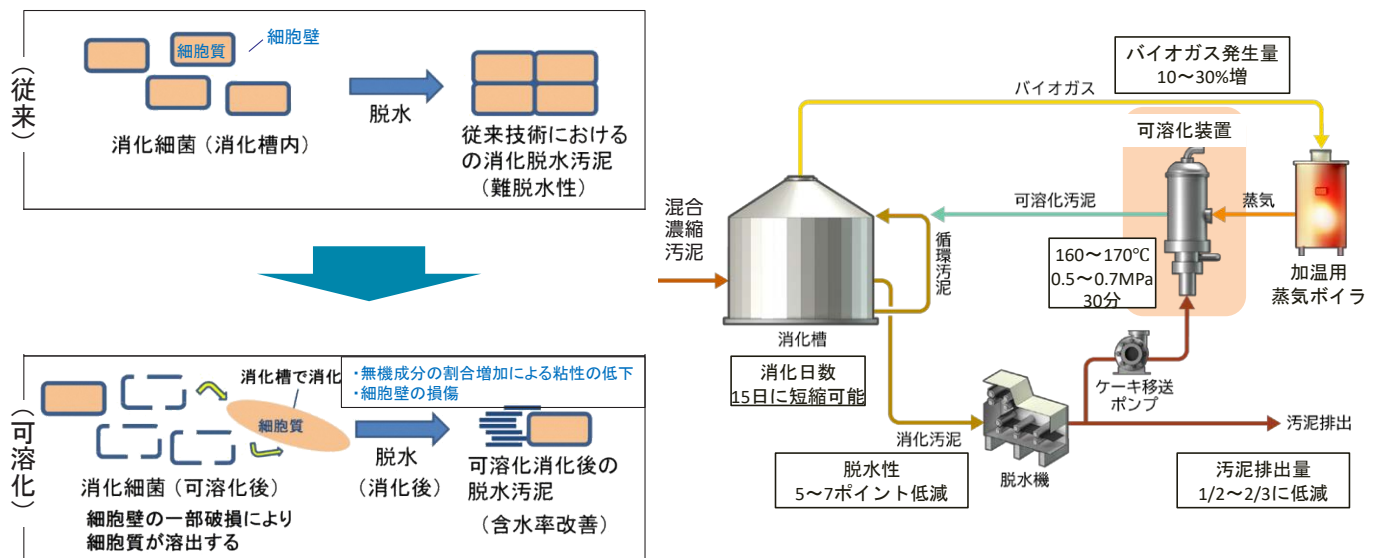 (従来)
細胞質
細胞壁
脱水
消化細菌（消化槽内）
従来技術における
の消化脱水汚泥
（難脱水性）
(可溶化)
消化槽で消化
・無機成分の割合増加による粘性の低下
・細胞壁の損傷
細胞質
脱水
（消化後）
消化細菌（可溶化後）
細胞壁の一部破損により
細胞質が溶出する
可溶化消化後の
脱水汚泥
（含水率改善）
バイオガス発生量
10～30%増
バイオガス
可溶化装置
混合
濃縮
汚泥
可溶化汚泥
蒸気
循環汚泥
160～170℃
0.5～0.7MPa
30分
加温用
蒸気ボイラ
消化槽
消化日数
15日に短縮可能
ケーキ移送
ポンプ
消化汚泥
汚泥排出
脱水機
脱水性
5～7ポイント低減
汚泥排出量
1/2～2/3に低減